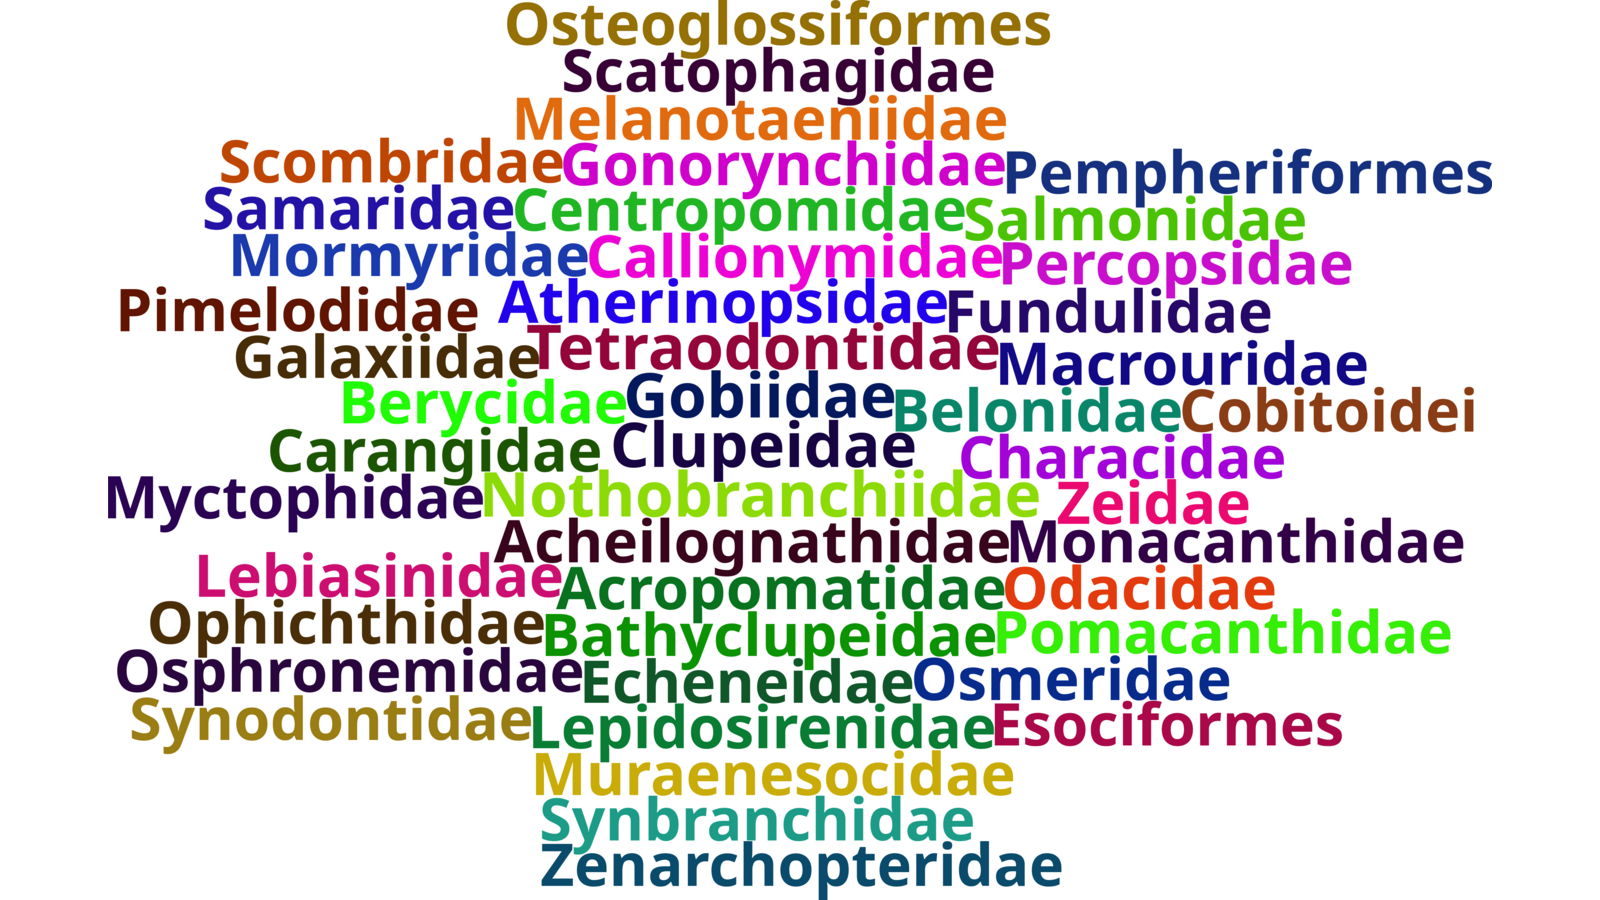 Osteoglossiformes
Scatophagidae
Melanotaeniidae
Scombridae Gonorynchidae Pempheriformes
Samaridae Centropomidae Salmonidae
Mormyridae Callionymidae Percopsidae
Pimelodidae Atherinopsidae Fundulidae
Galaxiidae Tetraodontidae Macrouridae
Berycidae Gobiidae Belonidae Cobitoidei
Carangidae Clupeidae Characidae
Myctophidae Nothobranchiidae Zeidae
Acheilognathidae Monacanthidae
Lebiasinidae Acropomatidae Odacidae
Ophichthidae Bathyclupeidae Pomacanthidae
Osphronemidae Echeneidae Osmeridae
Synodontidae Lepidosirenidae Esociformes
Muraenesocidae
Synbranchidae
Zenarchopteridae